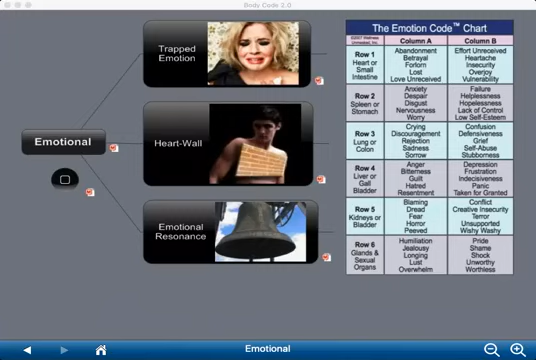 Body Code 2.0
Trapped
Emotion
Emotional
Heart-Wall
Emotional
Resonance
The Emotion Code™ Chart
Column A
Column B
Row 1
Heart or
Small
Intestine
Abandonment
Betrayal
Forlorn
Lost
Love Unreceived
Effort Unreceived
Heartache
Insecurity
Overjoy
Vulnerability
Row 2
Spleen or
Stomach
Anxiety
Despair
Disgust
Nervousness
Worry
Failure
Helplessness
Hopelessness
Lack of Control
Low Self-Esteem
Row 3
Lung or
Colon
Crying
Discouragement
Rejection
Sadness
Sorrow
Confusion
Defensiveness
Grief
Self-Abuse
Stubborness
Row 4
Liver or
Gall
Bladder
Anger
Bitterness
Guilt
Hatred
Resentment
Depression
Frustration
Indecisiveness
Panic
Taken for Granted
Row 5
Kidneys or
Bladder
Blaming
Dread
Fear
Horror
Peeved
Conflict
Creative Insecurity
Terror
Unsupported
Wishy Washy
Row 6
Glands &
Sexual
Organs
Humiliation
Jealousy
Longing
Lust
Overwhelm
Pride
Shame
Shock
Unworthy
Worthless
Emotional